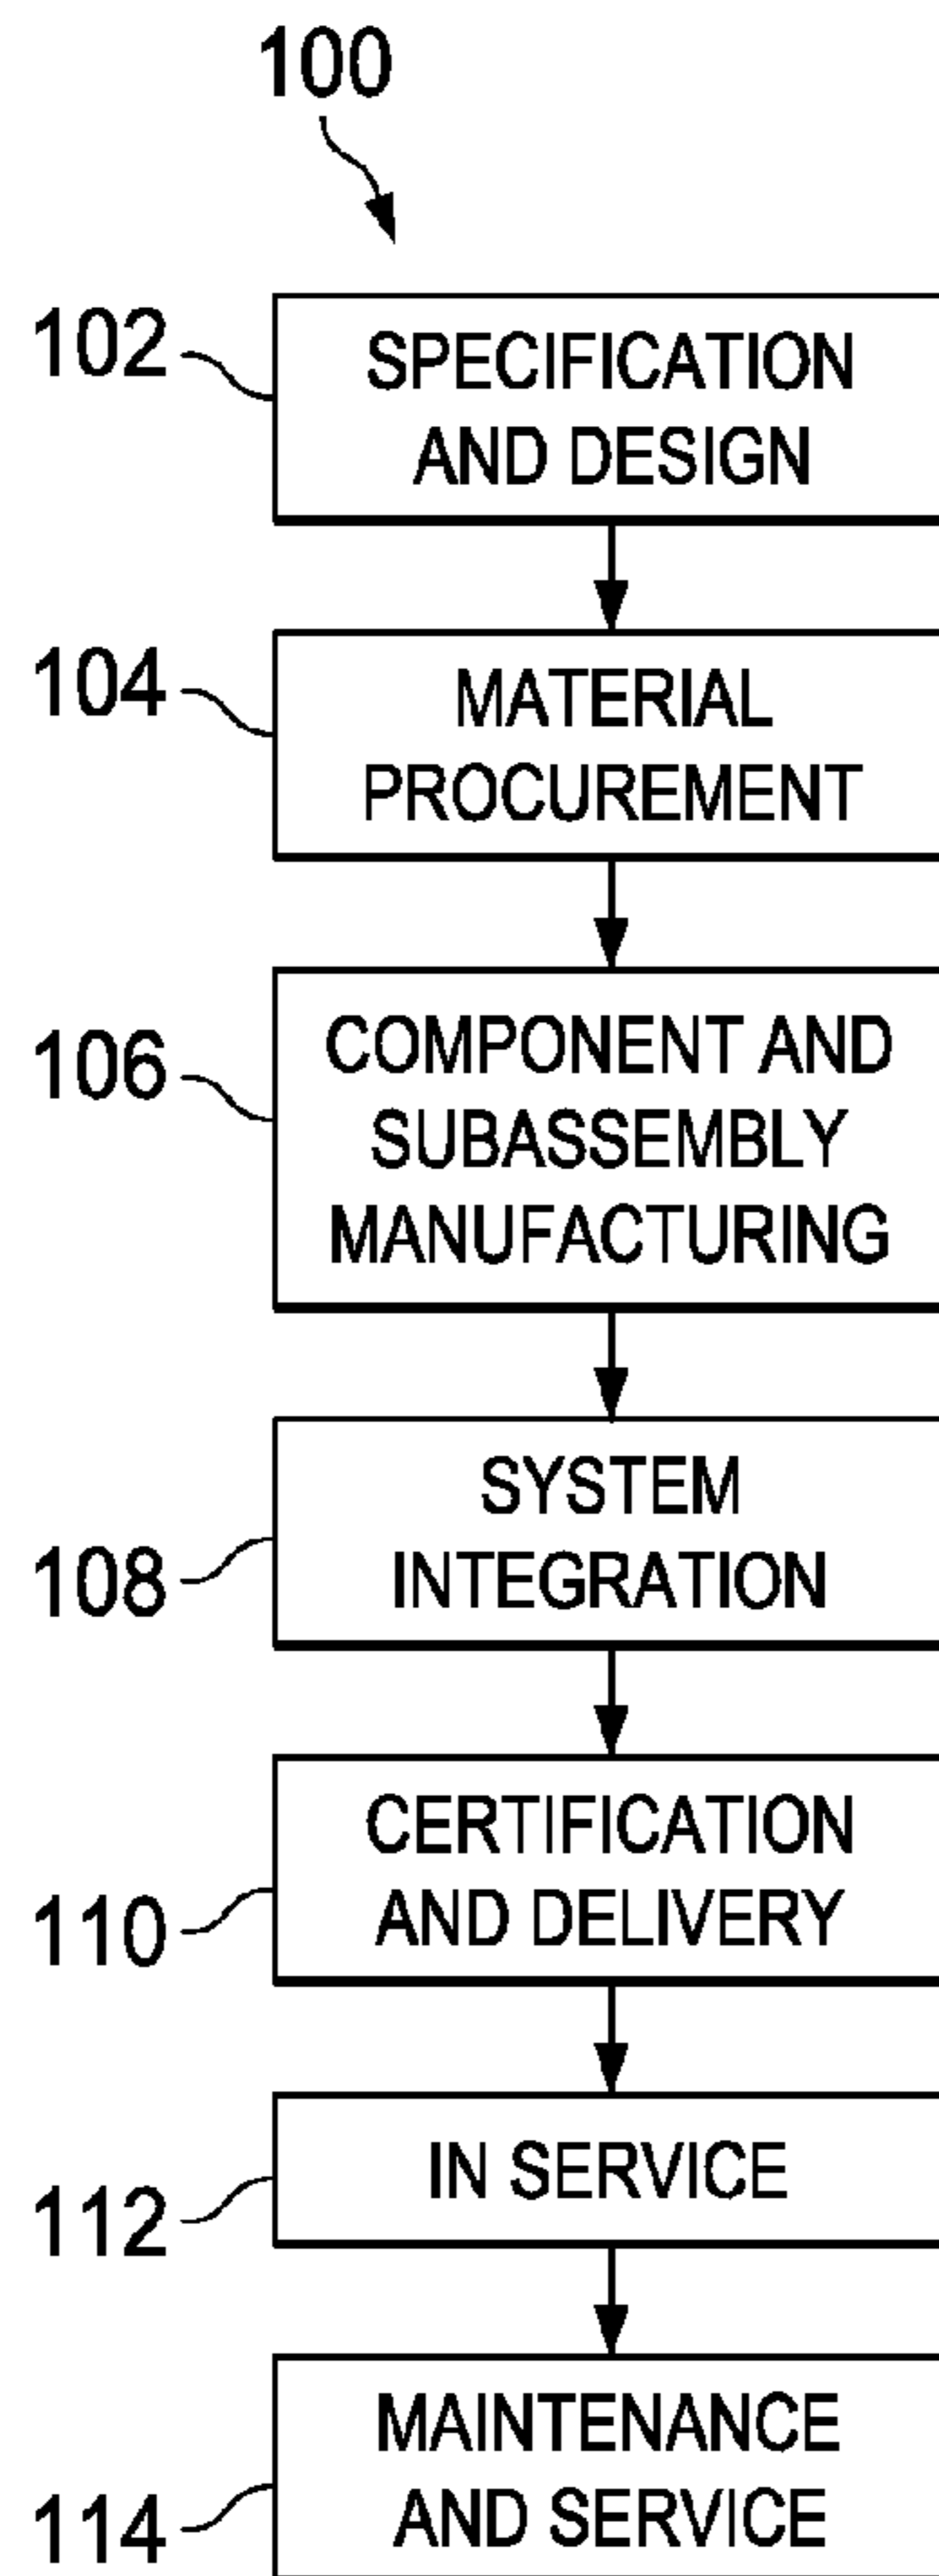 100
102
SPECIFICATION
AND DESIGN
104
MATERIAL
PROCUREMENT
106
COMPONENT AND
SUBASSEMBLY
MANUFACTURING
108
SYSTEM
INTEGRATION
110
CERTIFICATION
AND DELIVERY
112
IN SERVICE
114
MAINTENANCE
AND SERVICE